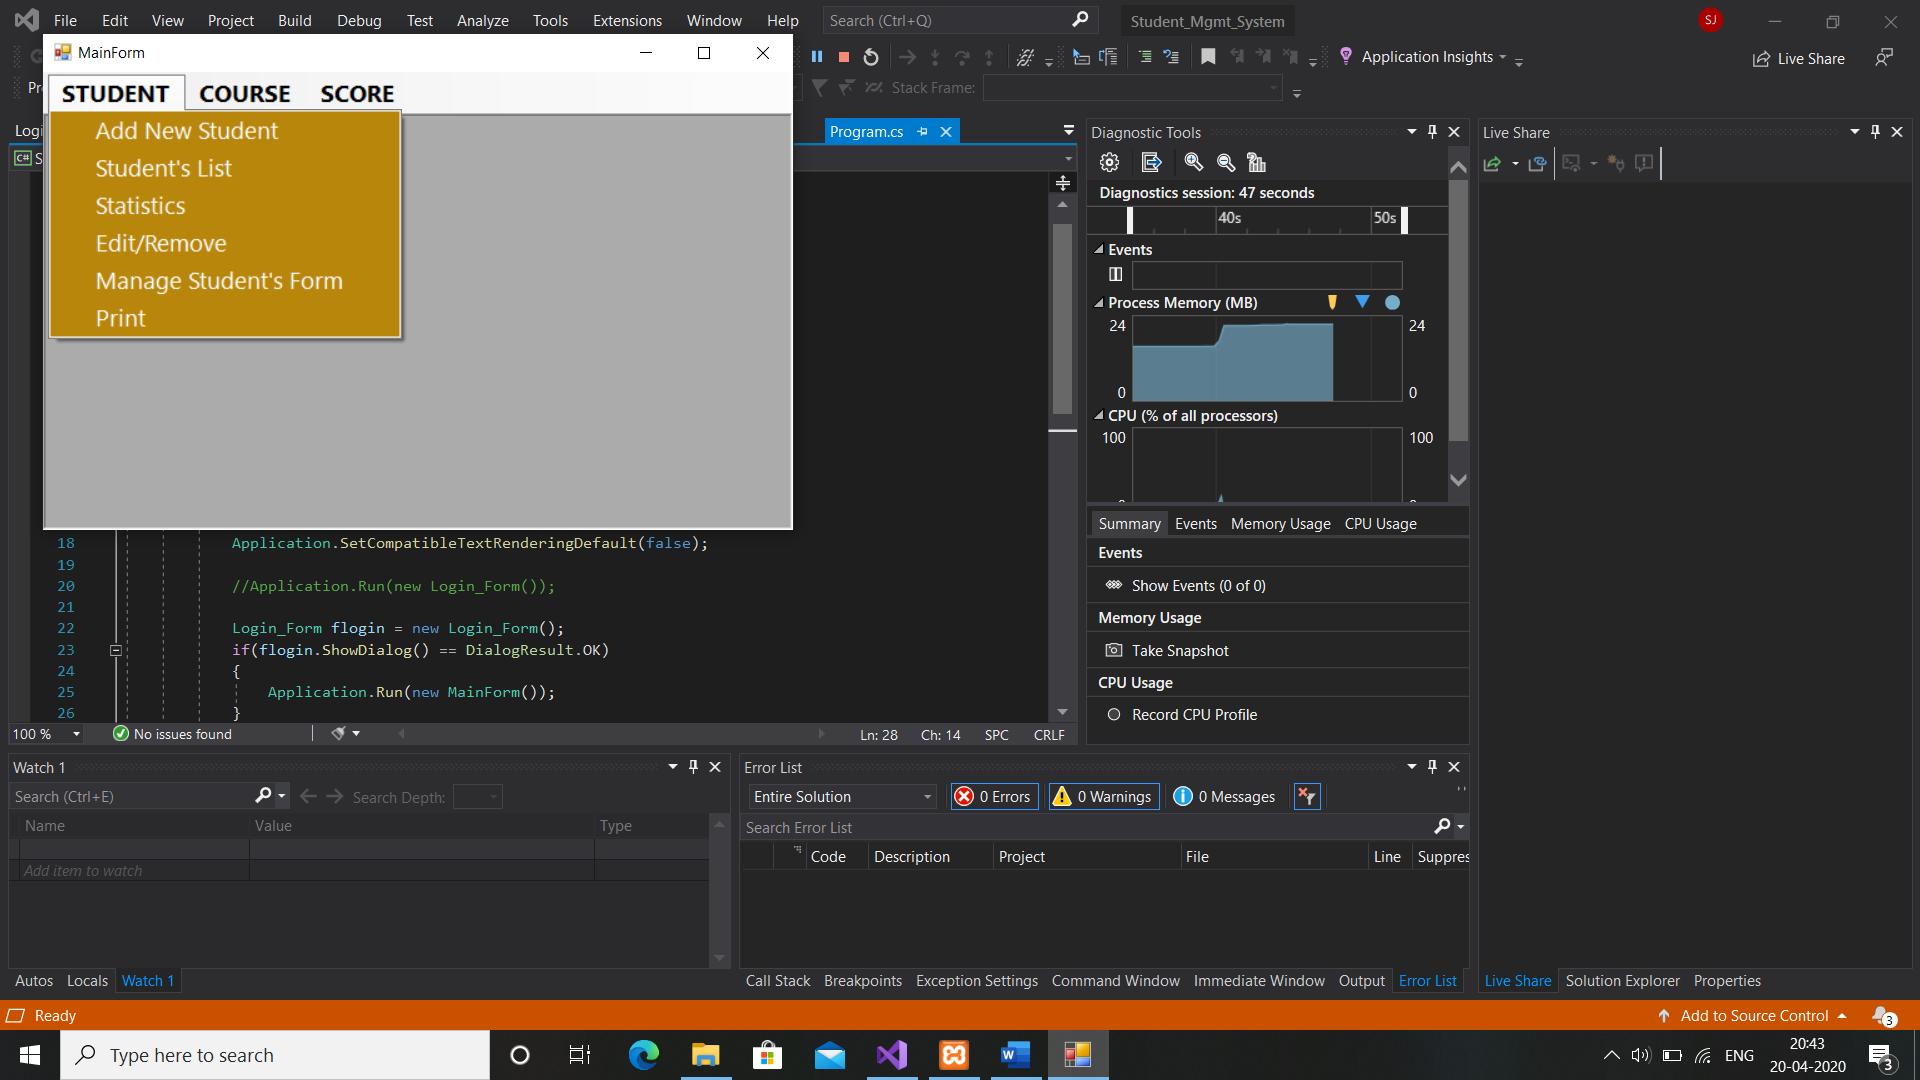 File Edit View Project Build Debug Test Analyze Tools Extensions Window Help Search (Ctrl+Q) Student_Mgmt_System SJ
MainForm
Application Insights
Live Share
STUDENT COURSE SCORE
Stack Frame:
Add New Student
Student's List
Statistics
Edit/Remove
Manage Student's Form
Print
Logi
Program.cs
C# S
18 Application.SetCompatibleTextRenderingDefault(false);
19
20 //Application.Run(new Login_Form());
21
22 Login_Form flogin = new Login_Form();
23 if(flogin.ShowDialog() == DialogResult.OK)
24 {
25 Application.Run(new MainForm());
26 }
100 % No issues found Ln: 28 Ch: 14 SPC CRLF
Diagnostic Tools
Diagnostics session: 47 seconds
40s 50s
Events
Process Memory (MB)
24 24
0 0
CPU (% of all processors)
100 100
Summary Events Memory Usage CPU Usage
Events
Show Events (0 of 0)
Memory Usage
Take Snapshot
CPU Usage
Record CPU Profile
Live Share
Watch 1
Search (Ctrl+E) Search Depth:
Name Value Type
Add item to watch
Autos Locals Watch 1
Error List
Entire Solution 0 Errors 0 Warnings 0 Messages
Search Error List
Code Description Project File Line Suppres
Call Stack Breakpoints Exception Settings Command Window Immediate Window Output Error List
Live Share Solution Explorer Properties
Ready Add to Source Control 3
Type here to search
ENG 20:43
20-04-2020 3